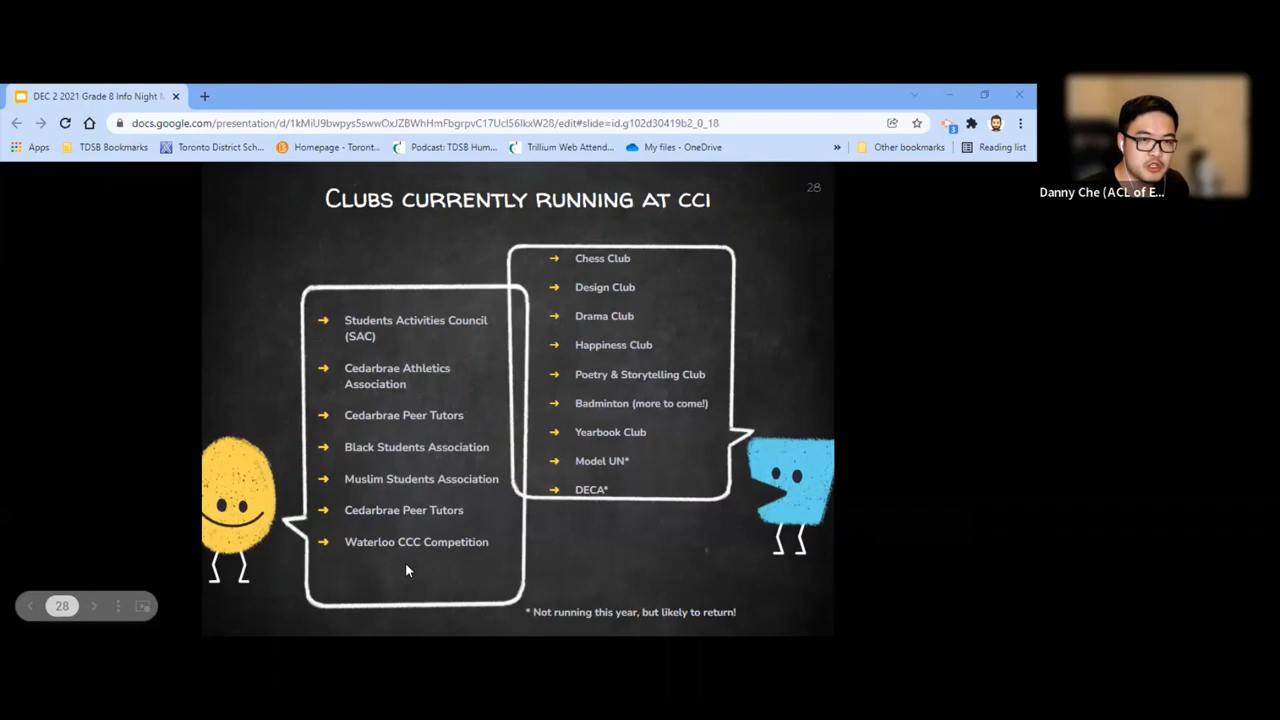 DEC 2 2021 Grade 8 Info Night
docs.google.com/presentation/d/1kMiU9bwpys5swwOxJZBWhHmFbgrpvC17UcI56IkxW28/edit#slide=id.g102d30419b2_0_18
3
Apps
TDSB Bookmarks
Toronto District Sch...
Homepage - Toront...
Podcast: TDSB Hum...
Trillium Web Attend...
My files - OneDrive
»
Other bookmarks
Reading list
Danny Che (ACL of E...
28
CLUBS CURRENTLY RUNNING AT CCI
Students Activities Council
(SAC)
Cedarbrae Athletics
Association
Cedarbrae Peer Tutors
Black Students Association
Muslim Students Association
Cedarbrae Peer Tutors
Waterloo CCC Competition
Chess Club
Design Club
Drama Club
Happiness Club
Poetry & Storytelling Club
Badminton (more to come!)
Yearbook Club
Model UN*
DECA*
* Not running this year, but likely to return!
28